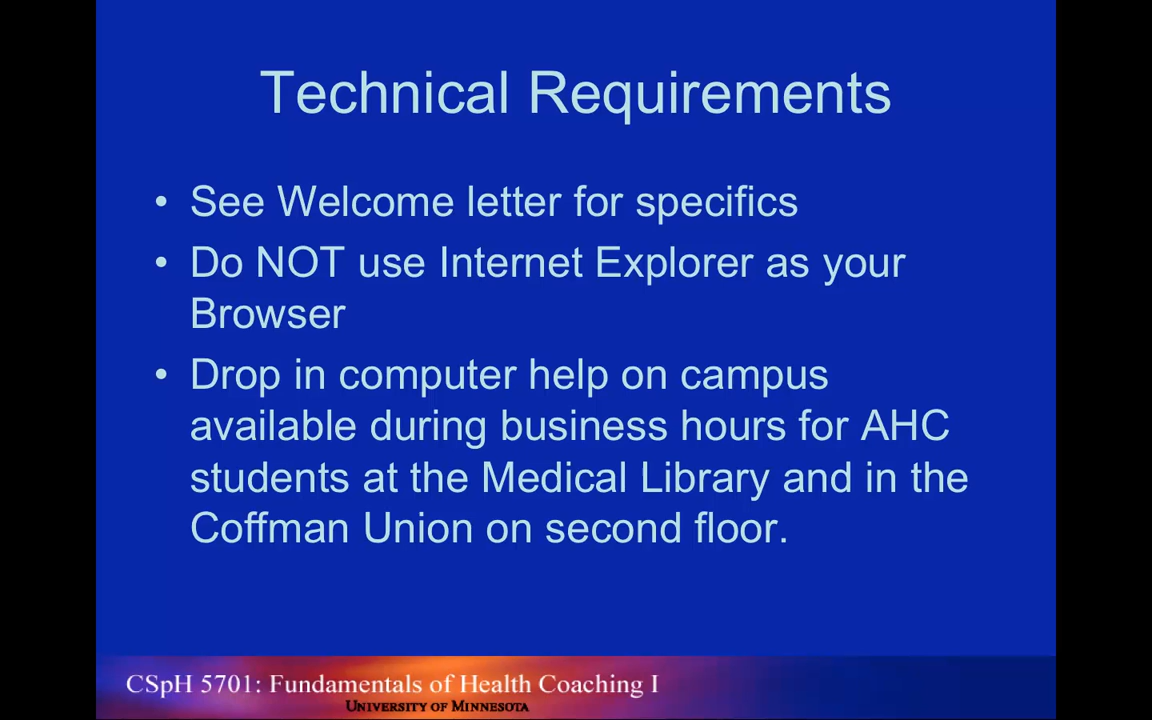 Technical Requirements
• See Welcome letter for specifics
• Do NOT use Internet Explorer as your
Browser
• Drop in computer help on campus
available during business hours for AHC
students at the Medical Library and in the
Coffman Union on second floor.
CSpH 5701: Fundamentals of Health Coaching I
UNIVERSITY OF MINNESOTA